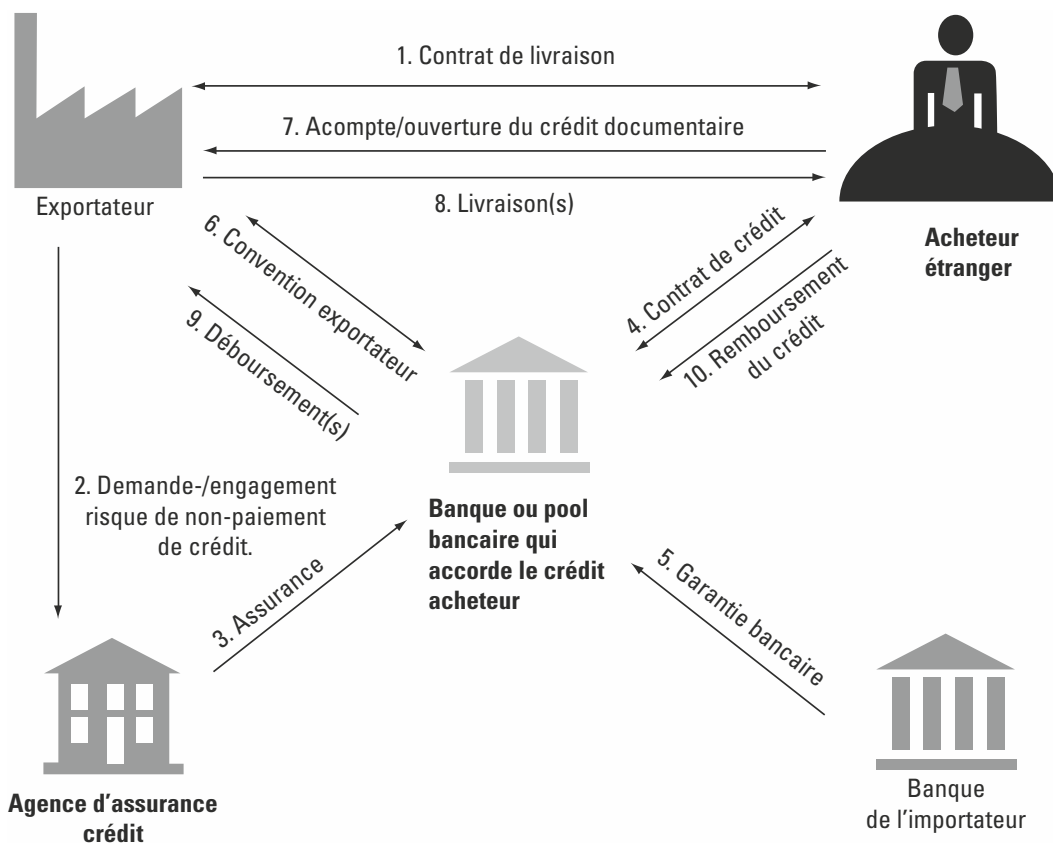 1. Contrat de livraison
7. Acompte/ouverture du crédit documentaire
8. Livraison(s)
Exportateur
Acheteur
étranger
6. Convention exportateur
9. Déboursement(s)
4. Contrat de crédit
10. Remboursement
du crédit
2. Demande-/engagement
risque de non-paiement
de crédit.
Banque ou pool
bancaire qui
accorde le crédit
acheteur
3. Assurance
5. Garantie bancaire
Agence d'assurance
crédit
Banque
de l'importateur